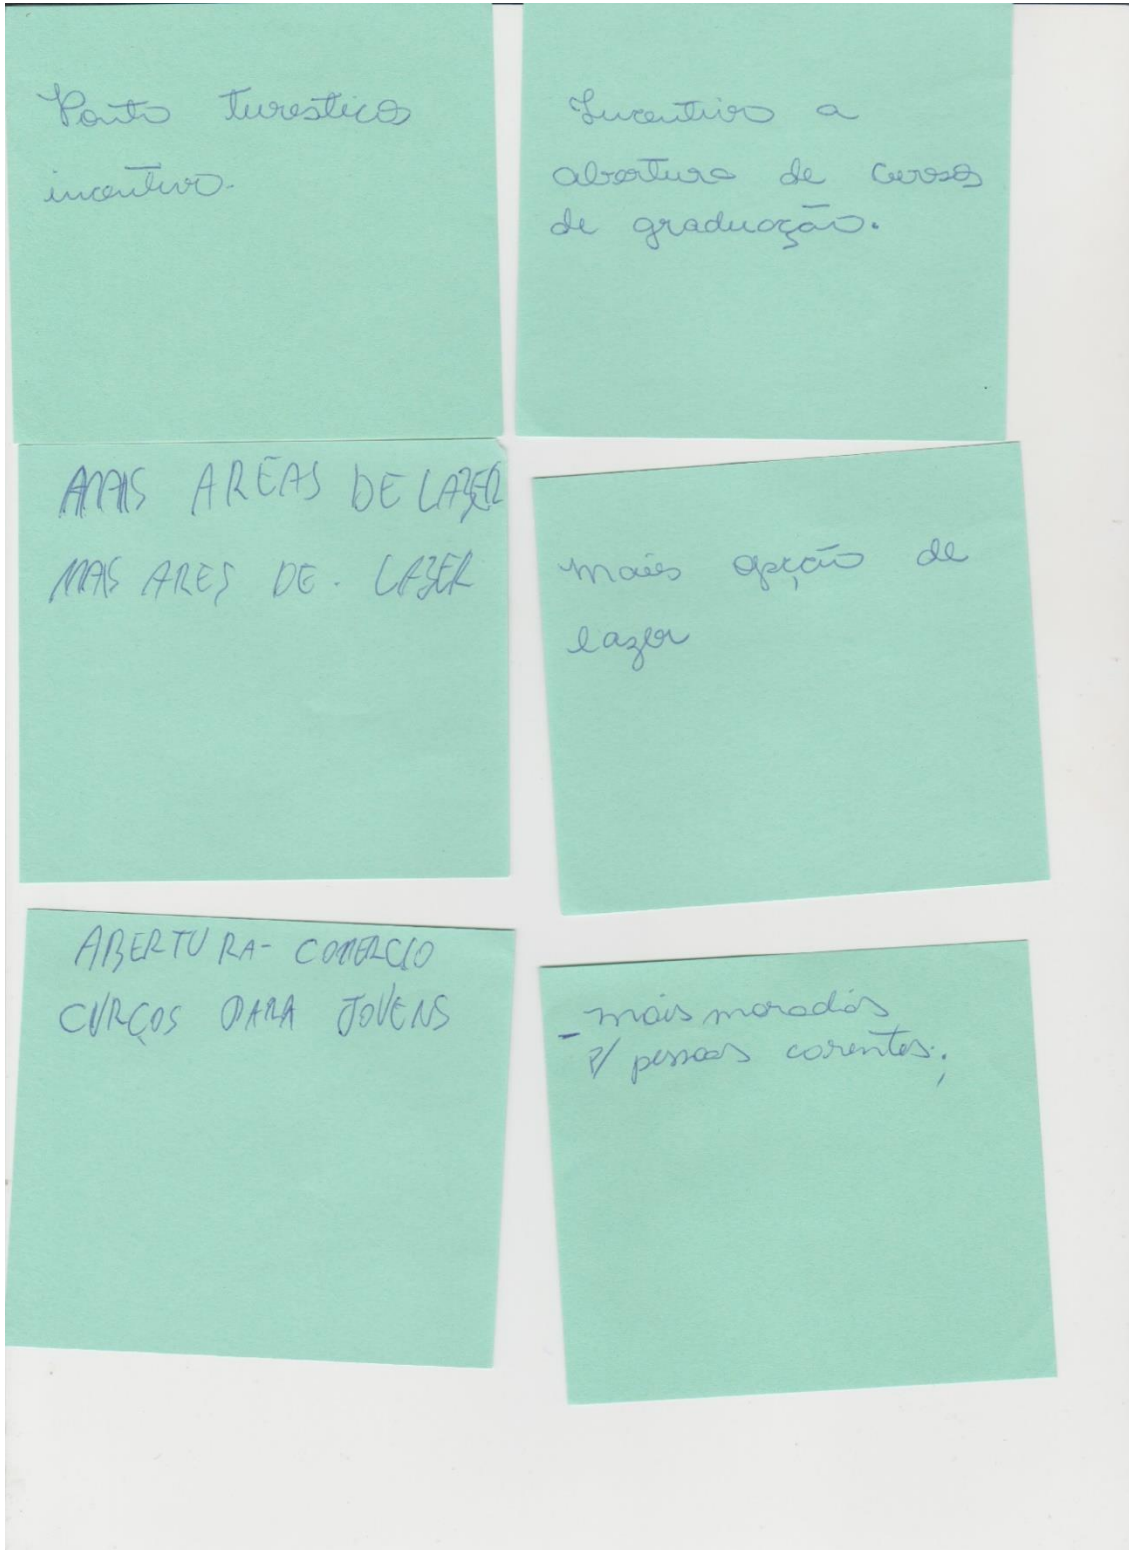 Ponto Turesticos
incentivo.
Incentivo a
abertura de cursos
de graduação.
MAIS AREAS DE LAZER
MAS ARES DE. LAZER
mais opção de
lazer
ABERTURA - COMERCIO
CURÇOS PARA JOVENS
- mais moradias
P/ pessoas carentes.;